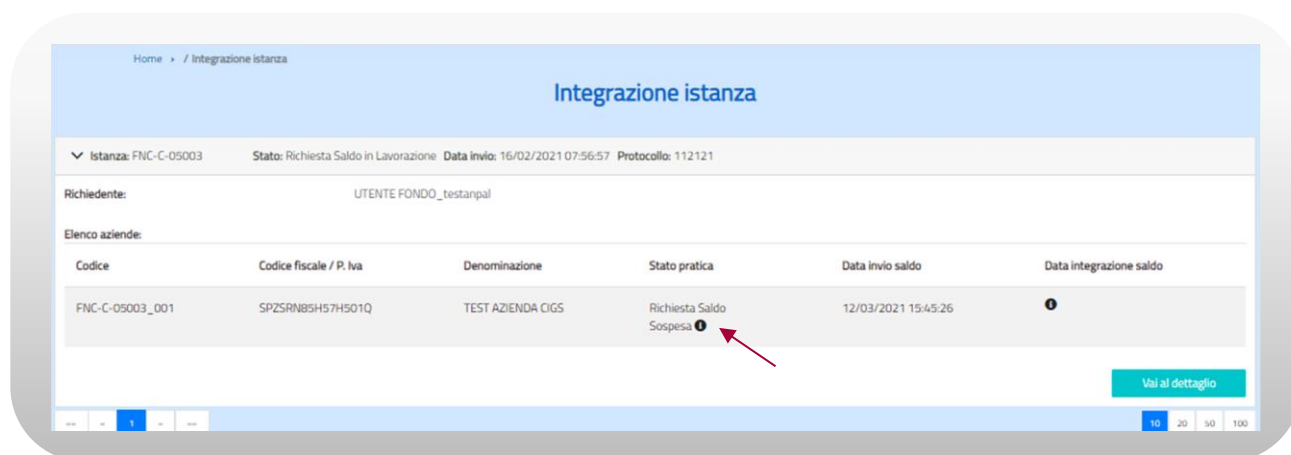 Home › / Integrazione istanza
Integrazione istanza
Istanza: FNC-C-05003 Stato: Richiesta Saldo in Lavorazione Data invio: 16/02/2021 07:56:57 Protocollo: 112121
Richiedente: UTENTE FONDO_testanpal
Elenco aziende:
Codice Codice fiscale / P. Iva Denominazione Stato pratica Data invio saldo Data integrazione saldo
FNC-C-05003_001 SPZSRN85H57H501Q TEST AZIENDA CIGS Richiesta Saldo 12/03/2021 15:45:26
Sospesa
Vai al dettaglio
1 10 20 50 100